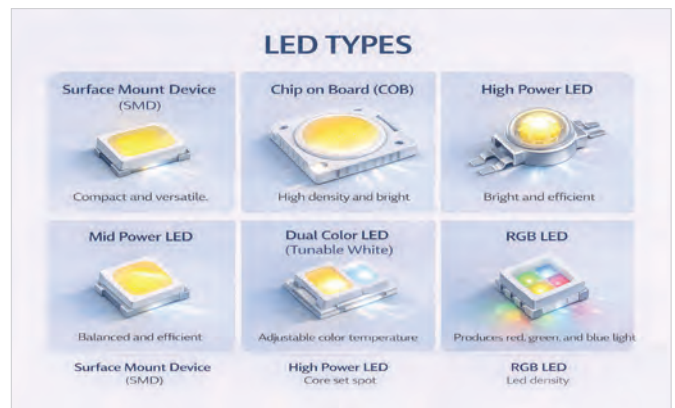 LED TYPES
Surface Mount Device
(SMD)
Compact and versatile.
Chip on Board (COB)
High density and bright
High Power LED
Bright and efficient
Mid Power LED
Balanced and efficient
Dual Color LED
(Tunable White)
Adjustable color temperature
RGB LED
Produces red, green, and blue light
Surface Mount Device
(SMD)
High Power LED
Core set spot
RGB LED
Led density